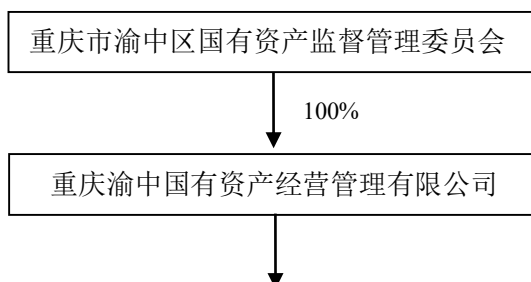 重庆市渝中区国有资产监督管理委员会
100%
重庆渝中国有资产经营管理有限公司